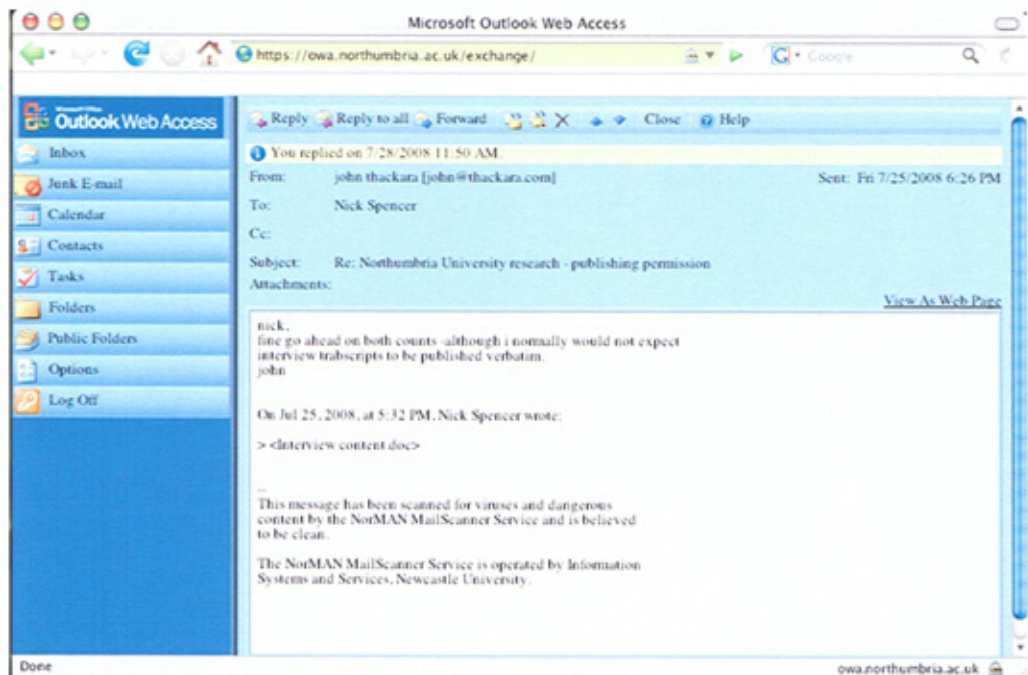 Microsoft Outlook Web Access
https://owa.northumbria.ac.uk/exchange/
G Google
Microsoft Office
Outlook Web Access
Reply Reply to all Forward Close Help
Inbox
You replied on 7/28/2008 11:50 AM.
Junk E-mail
From: john thackara [john@thackara.com] Sent: Fri 7/25/2008 6:26 PM
Calendar
To: Nick Spencer
Contacts
Cc:
Tasks
Subject: Re: Northumbria University research - publishing permission
Attachments:
View As Web Page
Folders
Public Folders
Options
Log Off
nick,
fine go ahead on both counts -although i normally would not expect
interview trabscripts to be published verbatim.
john
On Jul 25, 2008, at 5:32 PM, Nick Spencer wrote:
> <Interview content.doc>
--
This message has been scanned for viruses and dangerous
content by the NorMAN MailScanner Service and is believed
to be clean.
The NorMAN MailScanner Service is operated by Information
Systems and Services, Newcastle University.
Done
owa.northumbria.ac.uk